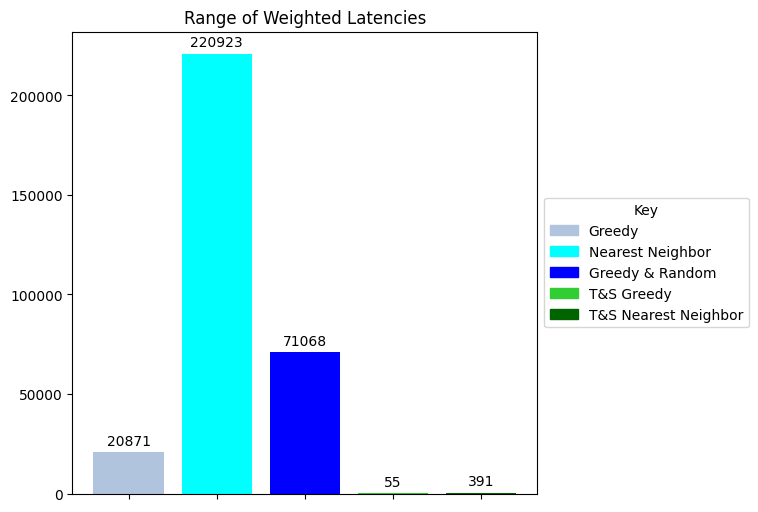 Range of Weighted Latencies
220923
200000
150000
100000
71068
50000
20871
55
391
0
Key
Greedy
Nearest Neighbor
Greedy & Random
T&S Greedy
T&S Nearest Neighbor